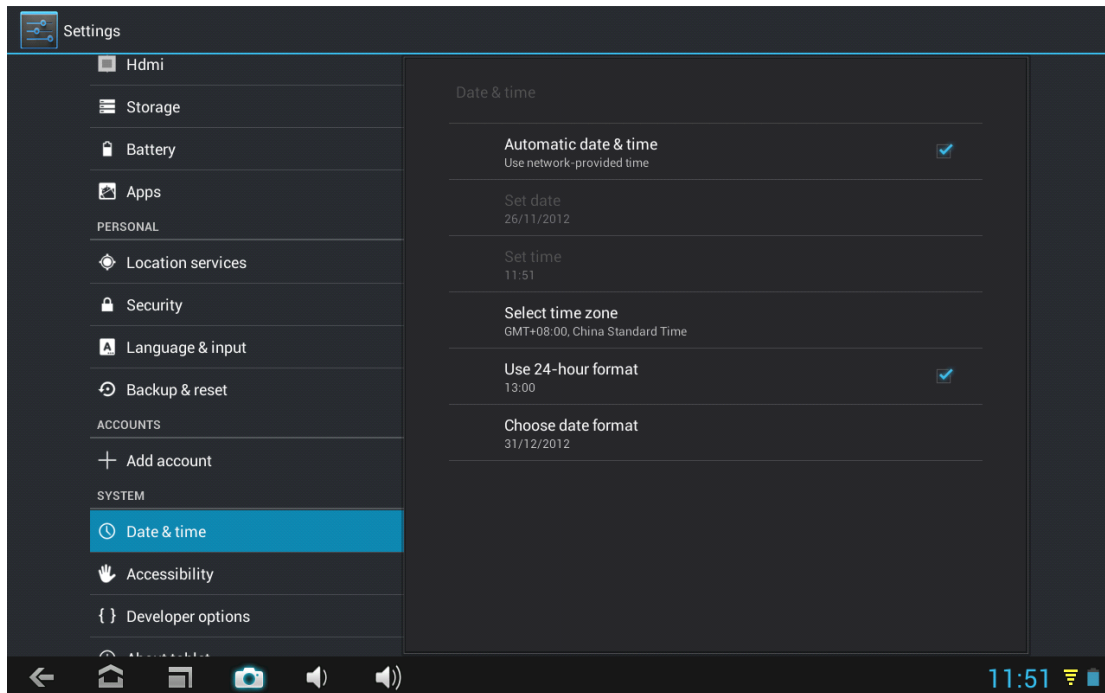 Settings
Hdmi
Storage
Battery
Apps
PERSONAL
Location services
Security
Language & input
Backup & reset
ACCOUNTS
Add account
SYSTEM
Date & time
Accessibility
{ } Developer options
About tablet
Date & time
Automatic date & time
Use network-provided time
Set date
26/11/2012
Set time
11:51
Select time zone
GMT+08:00, China Standard Time
Use 24-hour format
13:00
Choose date format
31/12/2012
11:51